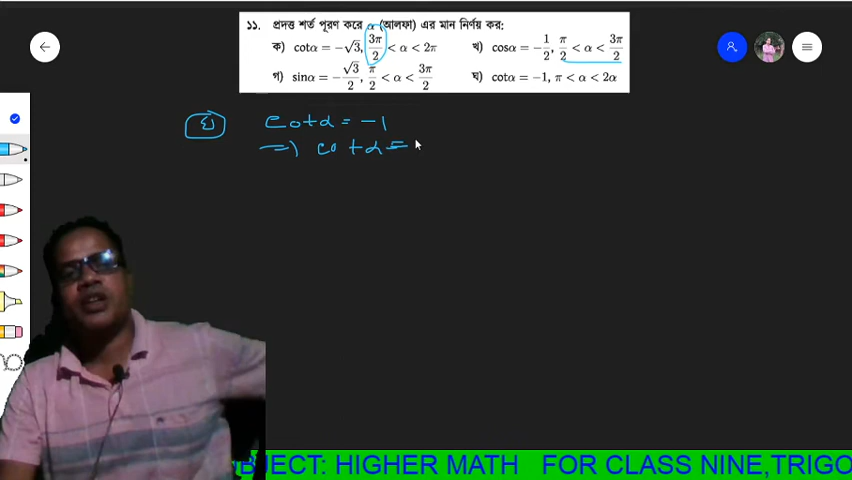 ১১. প্রদত্ত শর্ত পূরণ করে α (আলফা) এর মান নির্ণয় কর:
ক) cotα = −√3, 3π/2 < α < 2π খ) cosα = −1/2, π/2 < α < 3π/2
গ) sinα = −√3/2, π/2 < α < 3π/2 ঘ) cotα = −1, π < α < 2α
ঘ cotα = −1
⇒ cotα =
BJECT: HIGHER MATH FOR CLASS NINE,TRIGO